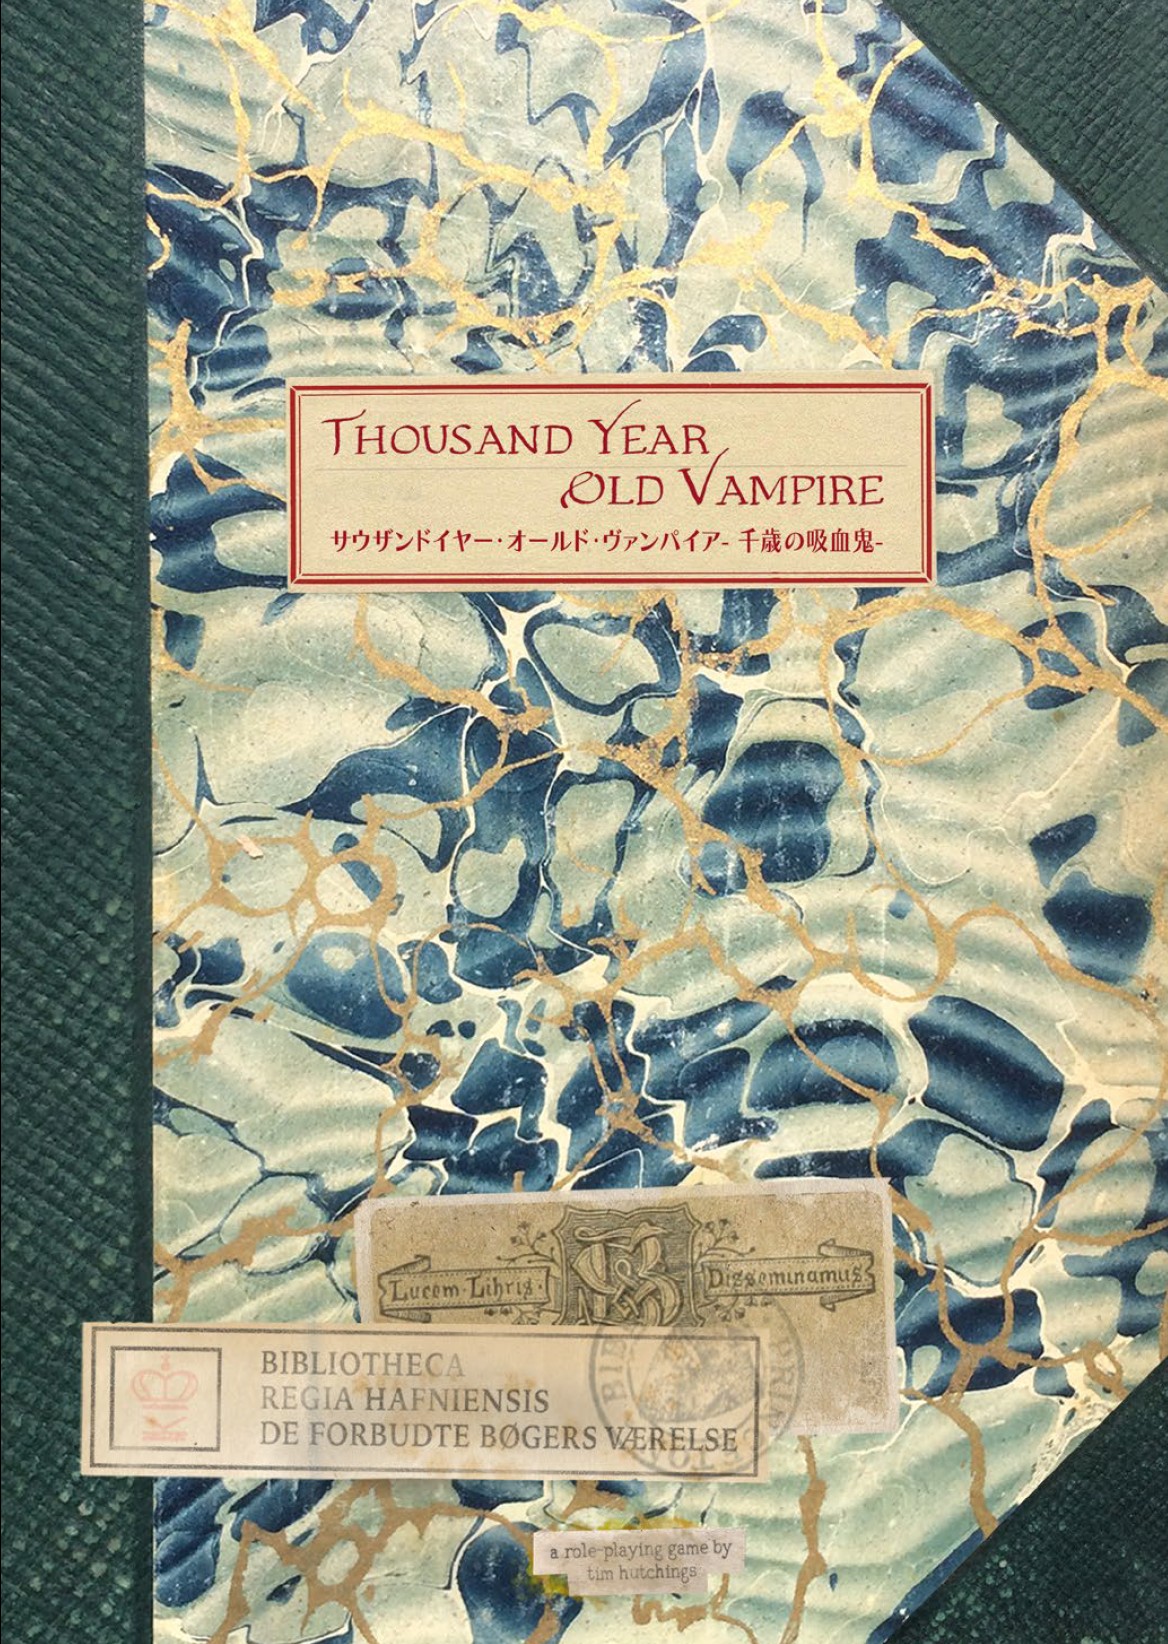 THOUSAND YEAR
OLD VAMPIRE
サウザンドイヤー・オールド・ヴァンパイア- 千歳の吸血鬼-
Lucem·Libris·
Disseminamus
BIBLIOTHECA
REGIA HAFNIENSIS
DE FORBUDTE BØGERS VÆRELSE
a role-playing game by
tim hutchings